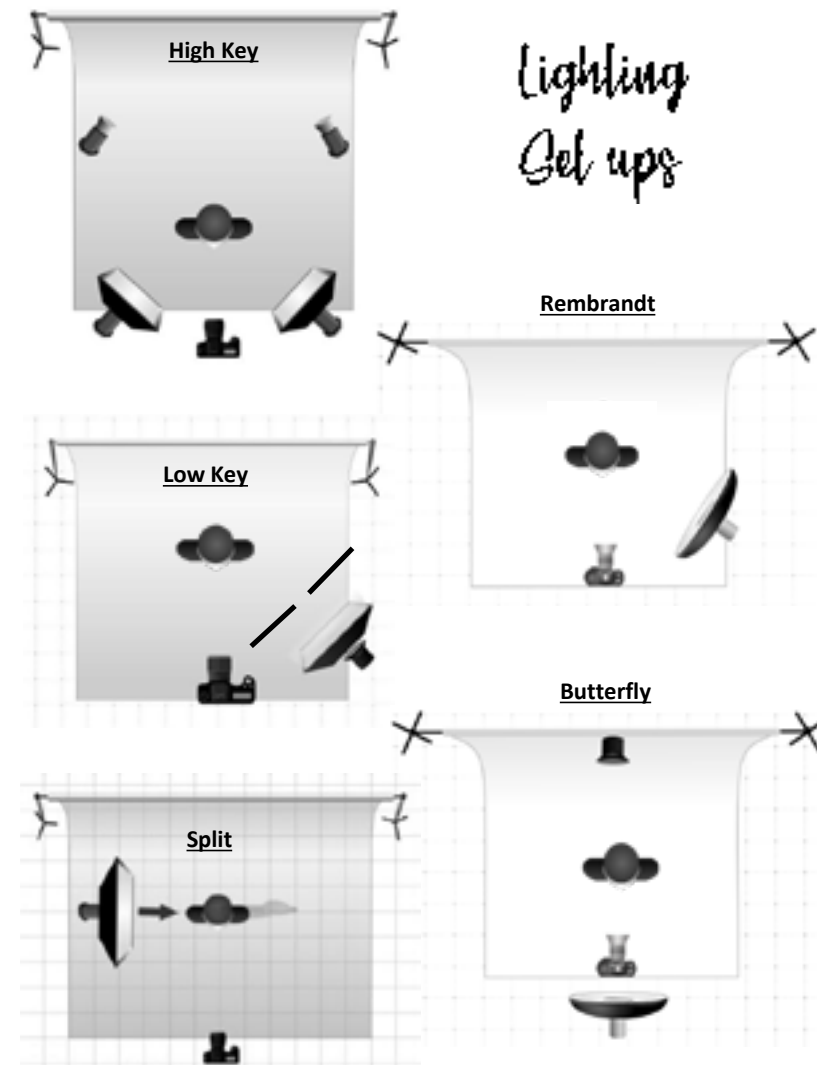 High Key
Lighting
Set ups
Rembrandt
Low Key
Butterfly
Split